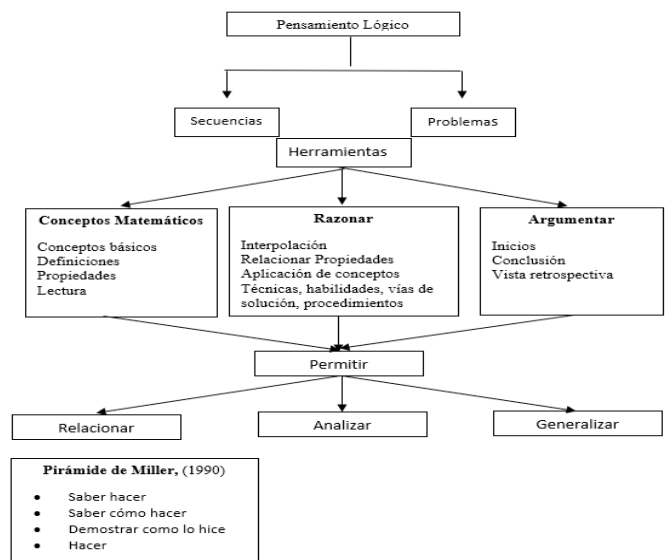 Pensamiento Lógico
Secuencias
Problemas
Herramientas
Conceptos Matemáticos
Conceptos básicos
Definiciones
Propiedades
Lectura
Razonar
Interpolación
Relacionar Propiedades
Aplicación de conceptos
Técnicas, habilidades, vías de
solución, procedimientos
Argumentar
Inicios
Conclusión
Vista retrospectiva
Permitir
Relacionar
Analizar
Generalizar
Pirámide de Miller, (1990)
• Saber hacer
• Saber cómo hacer
• Demostrar como lo hice
• Hacer